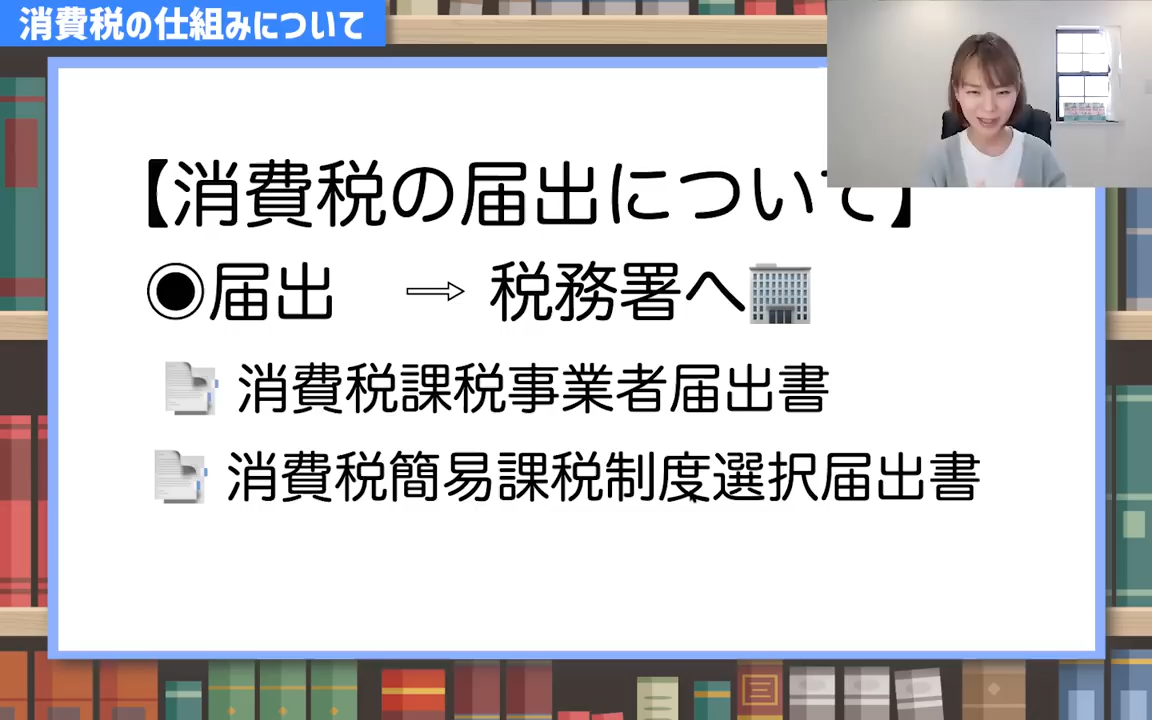 消費税の仕組みについて
【消費税の届出について】
◉届出 ⇨ 税務署へ
消費税課税事業者届出書
消費税簡易課税制度選択届出書